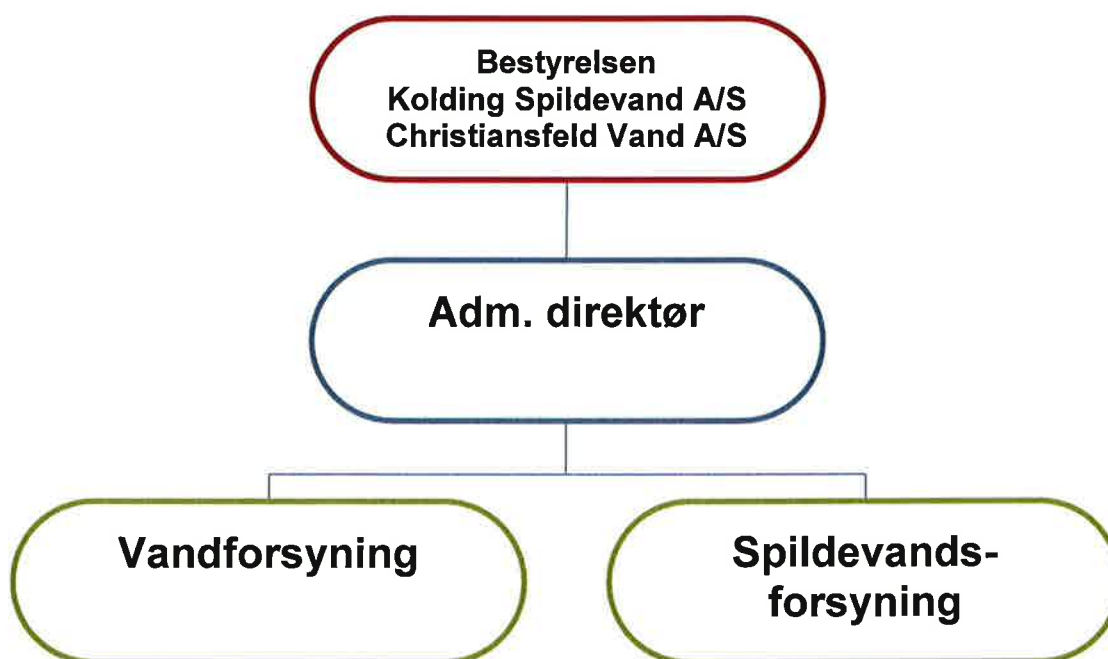 Bestyrelsen
Kolding Spildevand A/S
Christiansfeld Vand A/S
Adm. direktør
Vandforsyning
Spildevands-
forsyning